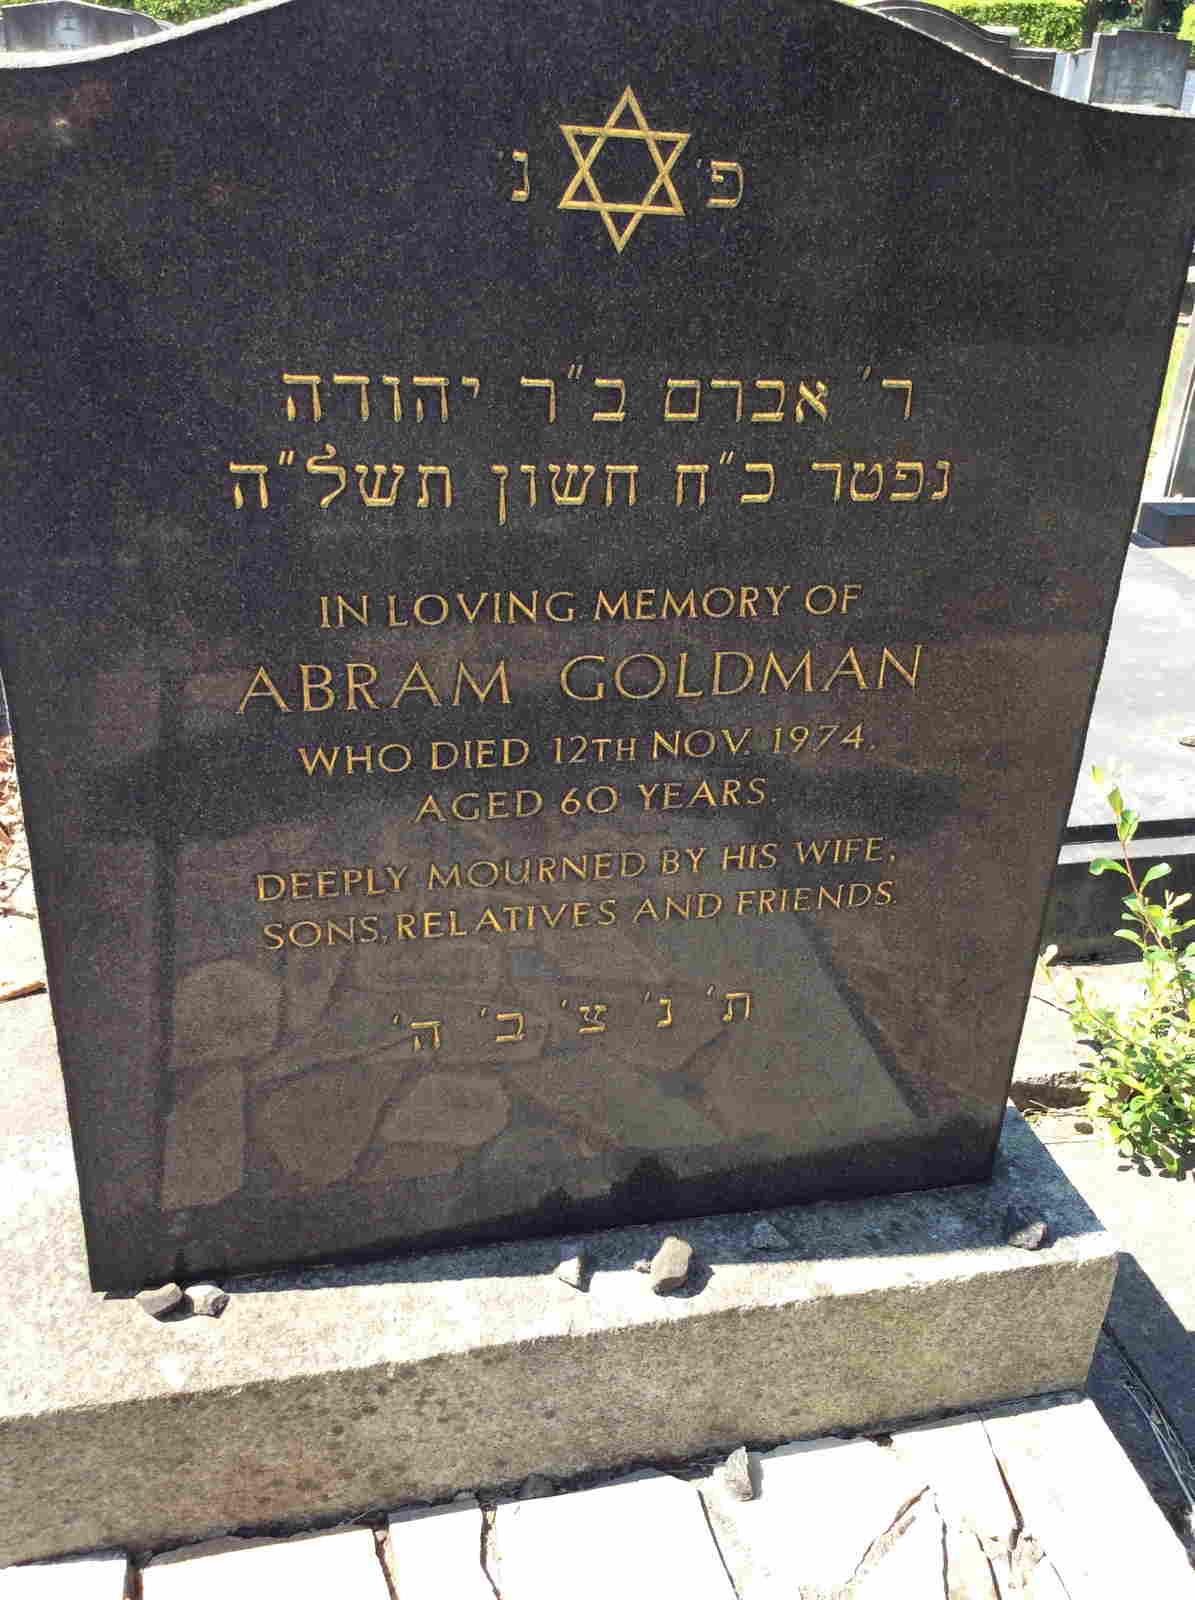 פ' נ'
ר' אברם ב"ר יהודה
נפטר כ"ח חשון תשל"ה
IN LOVING MEMORY OF
ABRAM GOLDMAN
WHO DIED 12TH NOV. 1974.
AGED 60 YEARS.
DEEPLY MOURNED BY HIS WIFE,
SONS, RELATIVES AND FRIENDS.
ת' נ' צ' ב' ה'